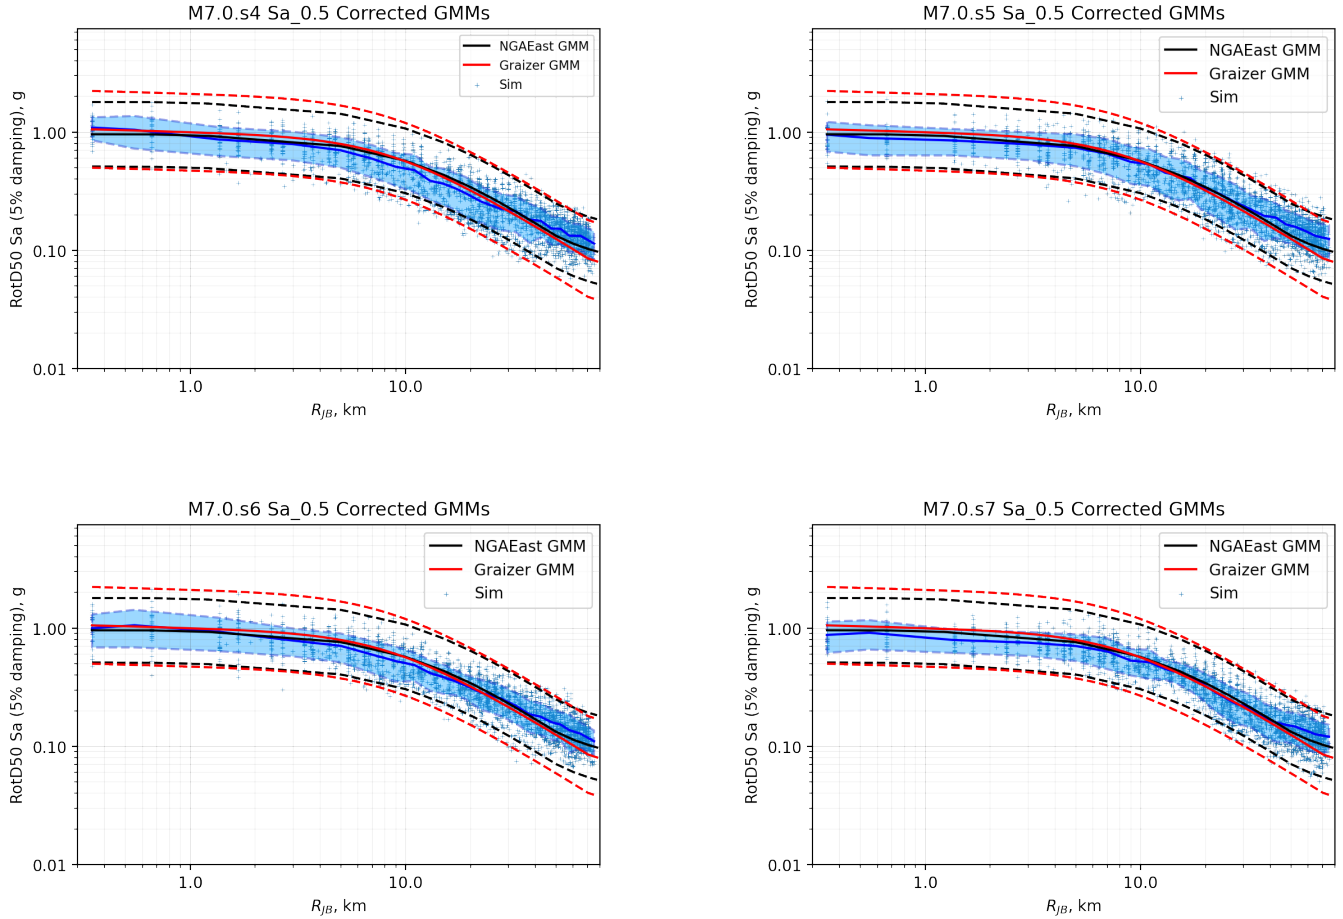 M7.0.s4 Sa_0.5 Corrected GMMs
NGAEast GMM
Graizer GMM
Sim
RotD50 Sa (5% damping), g
1.00
0.10
0.01
1.0
10.0
R_JB, km
M7.0.s5 Sa_0.5 Corrected GMMs
NGAEast GMM
Graizer GMM
Sim
RotD50 Sa (5% damping), g
1.00
0.10
0.01
1.0
10.0
R_JB, km
M7.0.s6 Sa_0.5 Corrected GMMs
NGAEast GMM
Graizer GMM
Sim
RotD50 Sa (5% damping), g
1.00
0.10
0.01
1.0
10.0
R_JB, km
M7.0.s7 Sa_0.5 Corrected GMMs
NGAEast GMM
Graizer GMM
Sim
RotD50 Sa (5% damping), g
1.00
0.10
0.01
1.0
10.0
R_JB, km